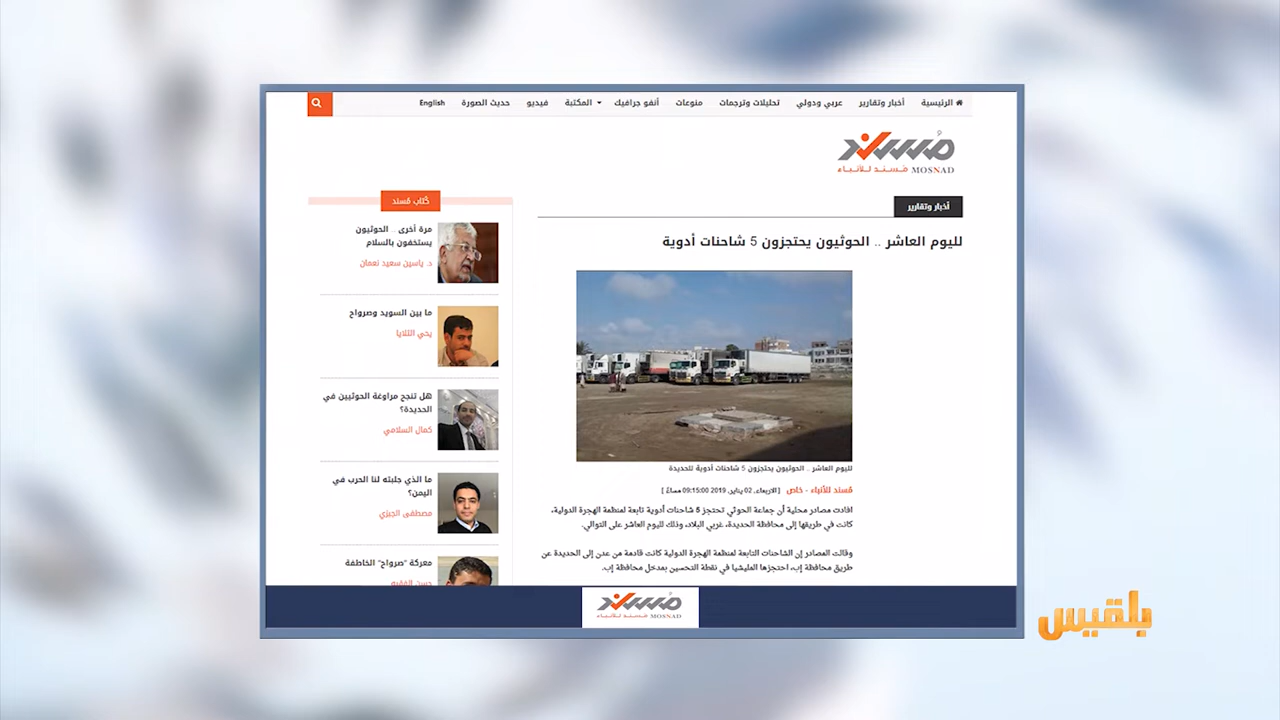 الرئيسية
أخبار وتقارير
عربي ودولي
تحليلات وترجمات
منوعات
أنفو جرافيك
المكتبة
فيديو
حديث الصورة
English
مُسند
مُسند للأنباء MOSNAD
أخبار وتقارير
لليوم العاشر .. الحوثيون يحتجزون 5 شاحنات أدوية
لليوم العاشر .. الحوثيون يحتجزون 5 شاحنات أدوية للحديدة
مُسند للأنباء - خاص [ الاربعاء, 02 يناير, 2019 09:15:00 مساءً ]
افادت مصادر محلية أن جماعة الحوثي تحتجز 5 شاحنات أدوية تابعة لمنظمة الهجرة الدولية،
كانت في طريقها إلى محافظة الحديدة، غربي البلاد، وذلك لليوم العاشر على التوالي.
وقالت المصادر إن الشاحنات التابعة لمنظمة الهجرة الدولية كانت قادمة من عدن إلى الحديدة عن
طريق محافظة إب، احتجزها المليشيا في نقطة التحسين بمدخل محافظة إب.
كُتاب مُسند
مرة أخرى .. الحوثيون
يستخفون بالسلام
د. ياسين سعيد نعمان
ما بين السويد وصرواح
يحي الثلايا
هل تنجح مراوغة الحوثيين في
الحديدة؟
كمال السلامي
ما الذي جلبته لنا الحرب في
اليمن؟
مصطفى الجبزي
معركة "صرواح" الخاطفة
حسن الفقيه
مُسند
مُسند للأنباء MOSNAD
بلقيس